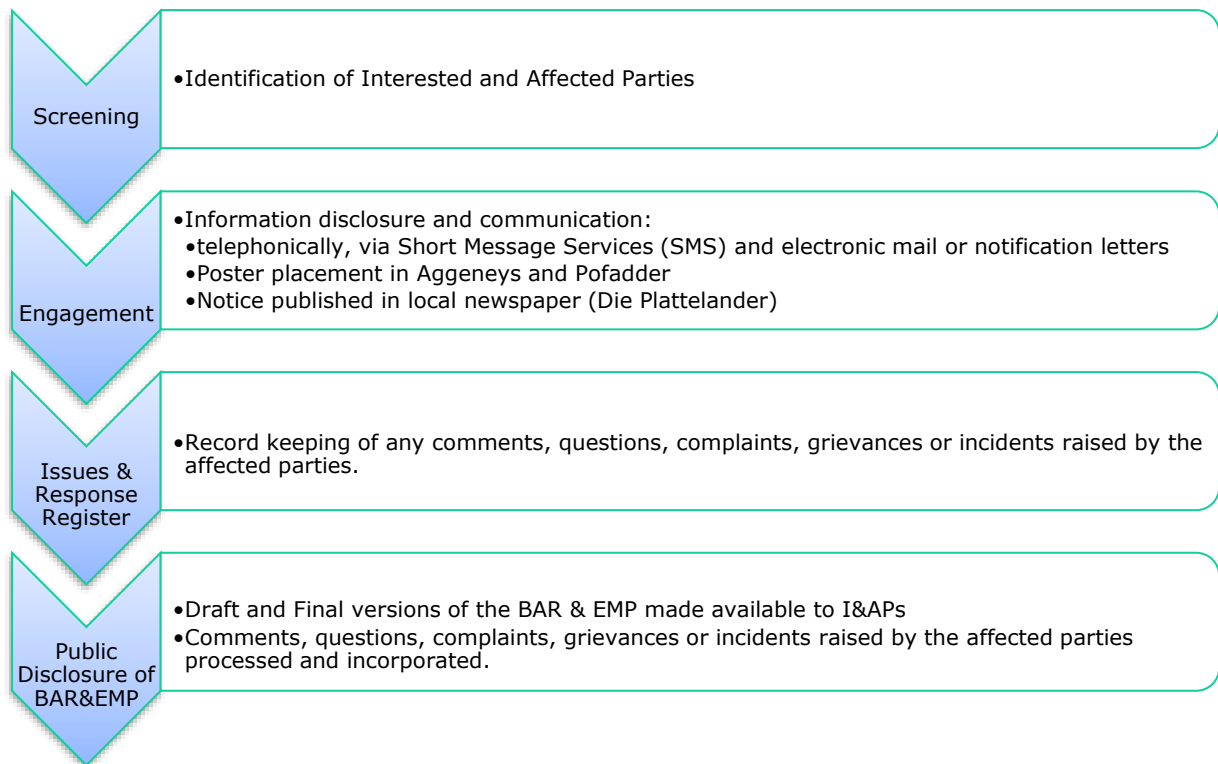 Screening
•Identification of Interested and Affected Parties
Engagement
•Information disclosure and communication:
•telephonically, via Short Message Services (SMS) and electronic mail or notification letters
•Poster placement in Aggeneys and Pofadder
•Notice published in local newspaper (Die Plattelander)
Issues &
Response
Register
•Record keeping of any comments, questions, complaints, grievances or incidents raised by the
affected parties.
Public
Disclosure of
BAR&EMP
•Draft and Final versions of the BAR & EMP made available to I&APs
•Comments, questions, complaints, grievances or incidents raised by the affected parties
processed and incorporated.